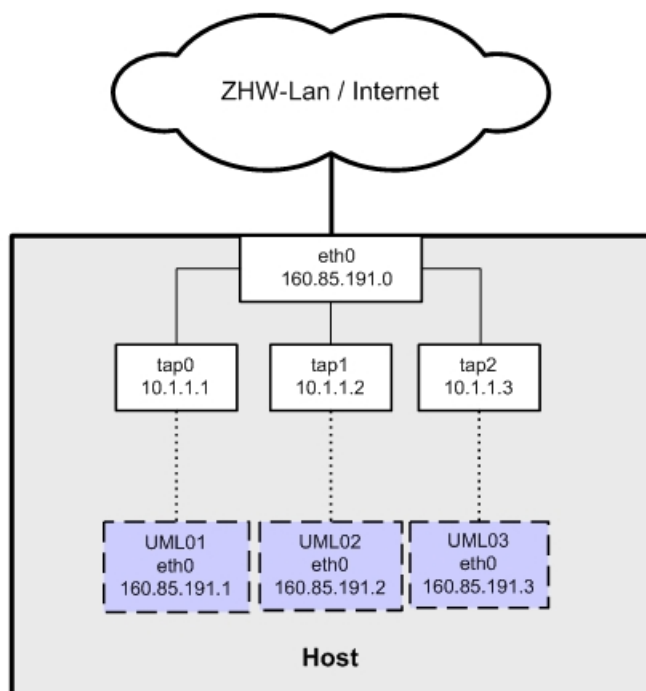 ZHW-Lan / Internet
eth0
160.85.191.0
tap0
10.1.1.1
tap1
10.1.1.2
tap2
10.1.1.3
UML01
eth0
160.85.191.1
UML02
eth0
160.85.191.2
UML03
eth0
160.85.191.3
Host